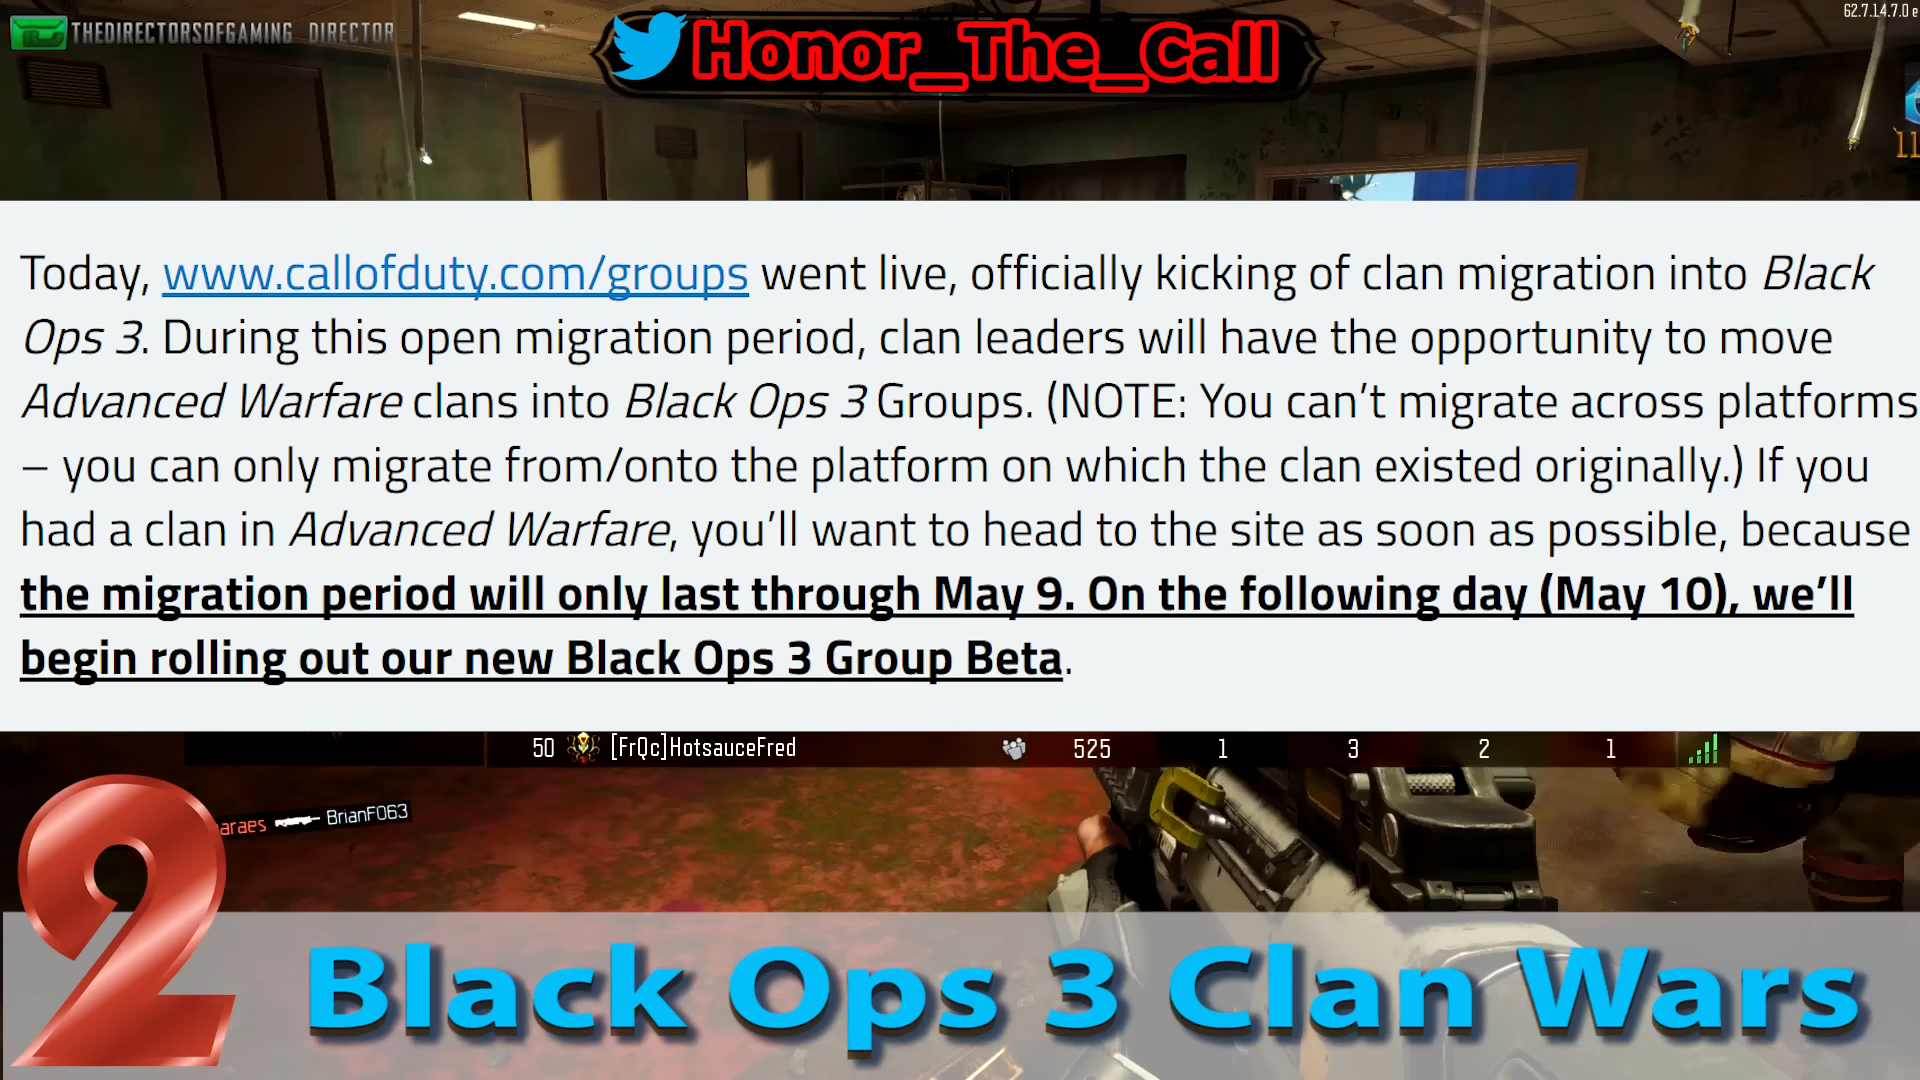 THEDIRECTORSOFGAMING DIRECTOR
Honor_The_Call
62.7.14.7.0 e
11
Today, www.callofduty.com/groups went live, officially kicking of clan migration into Black
Ops 3. During this open migration period, clan leaders will have the opportunity to move
Advanced Warfare clans into Black Ops 3 Groups. (NOTE: You can't migrate across platforms
– you can only migrate from/onto the platform on which the clan existed originally.) If you
had a clan in Advanced Warfare, you'll want to head to the site as soon as possible, because
the migration period will only last through May 9. On the following day (May 10), we'll
begin rolling out our new Black Ops 3 Group Beta.
50 [FrQc]HotsauceFred 525 1 3 2 1
araes BrianF063
2
Black Ops 3 Clan Wars